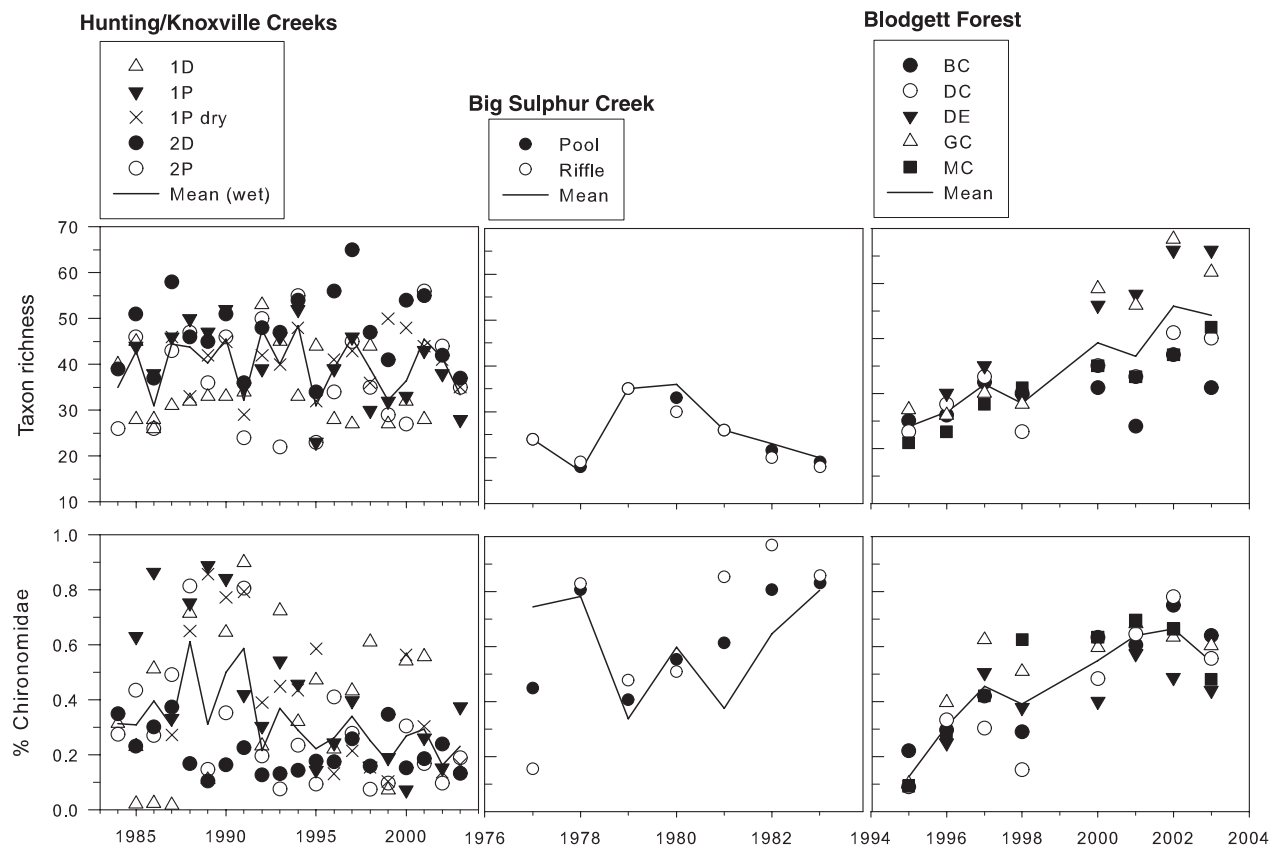 Hunting/Knoxville Creeks
1D
1P
1P dry
2D
2P
Mean (wet)
Big Sulphur Creek
Pool
Riffle
Mean
Blodgett Forest
BC
DC
DE
GC
MC
Mean
Taxon richness
70
60
50
40
30
20
10
% Chironomidae
1.0
0.8
0.6
0.4
0.2
0.0
1985 1990 1995 2000
1976 1978 1980 1982
1994 1996 1998 2000 2002 2004